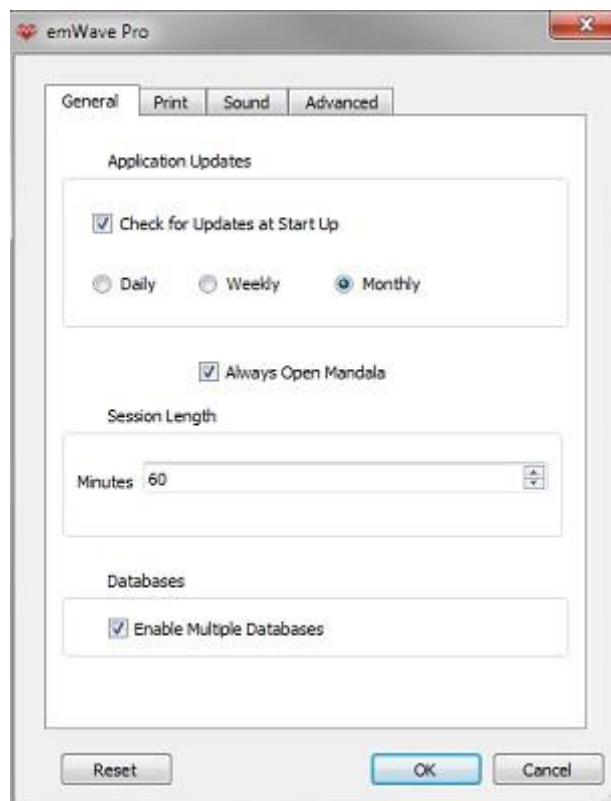 emWave Pro
General Print Sound Advanced
Application Updates
Check for Updates at Start Up
Daily Weekly Monthly
Always Open Mandala
Session Length
Minutes 60
Databases
Enable Multiple Databases
Reset OK Cancel